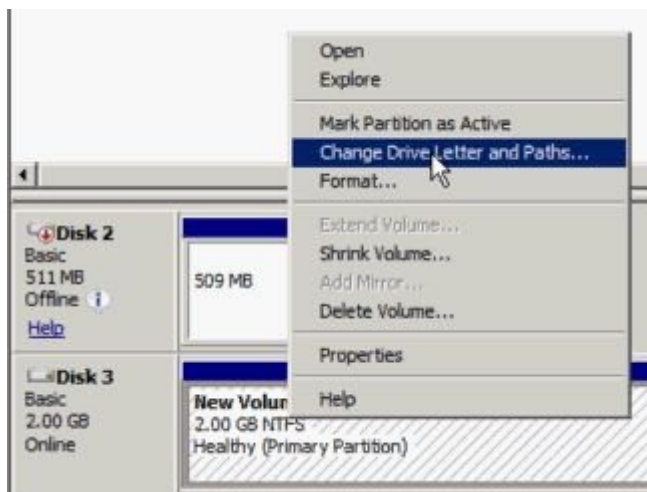 Open
Explore
Mark Partition as Active
Change Drive Letter and Paths...
Format...
Extend Volume...
Shrink Volume...
Add Mirror...
Delete Volume...
Properties
Help
Disk 2
Basic
511 MB
Offline
Help
509 MB
Disk 3
Basic
2.00 GB
Online
New Volun
2.00 GB NTFS
Healthy (Primary Partition)